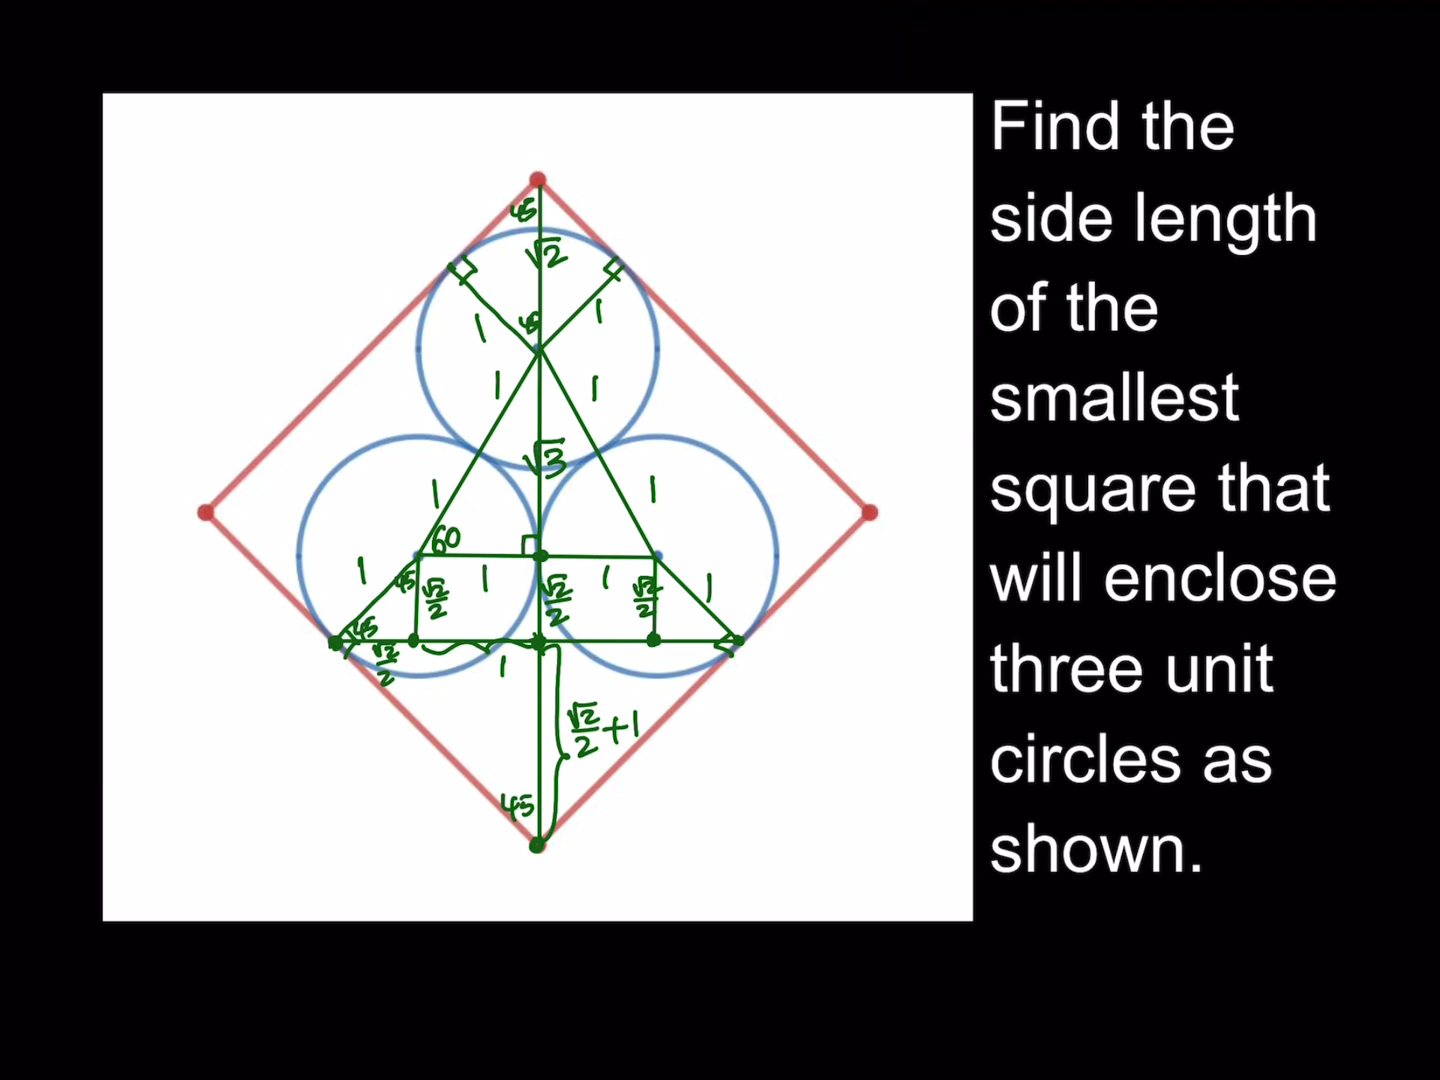 Find the
side length
of the
smallest
square that
will enclose
three unit
circles as
shown.
45
√2
45
1
1
1
1
√3
1
1
60
1
45
√2/2
1
√2/2
1
√2/2
1
45
√2/2
1
√2/2+1
45